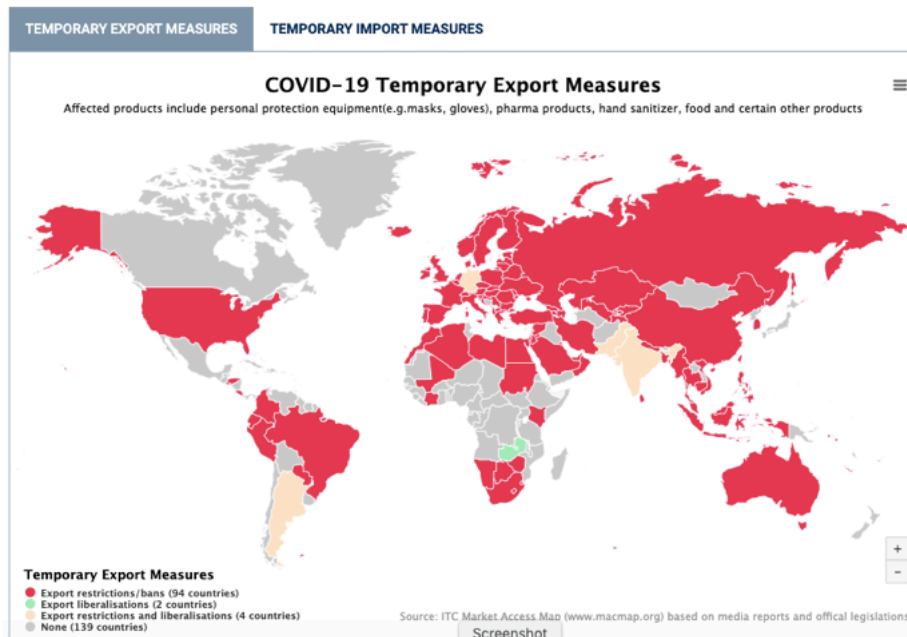 TEMPORARY EXPORT MEASURES
TEMPORARY IMPORT MEASURES
COVID-19 Temporary Export Measures
Affected products include personal protection equipment(e.g.masks, gloves), pharma products, hand sanitizer, food and certain other products
+
−
Temporary Export Measures
Export restrictions/bans (94 countries)
Export liberalisations (2 countries)
Export restrictions and liberalisations (4 countries)
None (139 countries)
Source: ITC Market Access Map (www.macmap.org) based on media reports and offical legislations
Screenshot